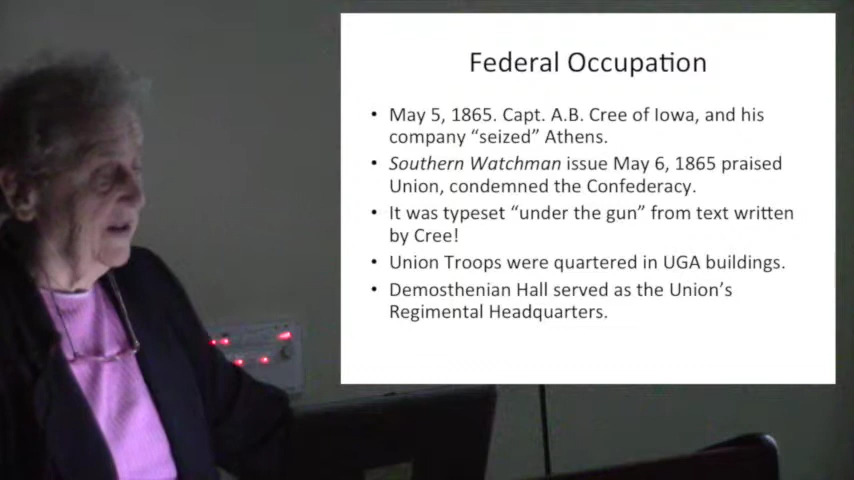 Federal Occupation
• May 5, 1865. Capt. A.B. Cree of Iowa, and his
company “seized” Athens.
• Southern Watchman issue May 6, 1865 praised
Union, condemned the Confederacy.
• It was typeset “under the gun” from text written
by Cree!
• Union Troops were quartered in UGA buildings.
• Demosthenian Hall served as the Union’s
Regimental Headquarters.